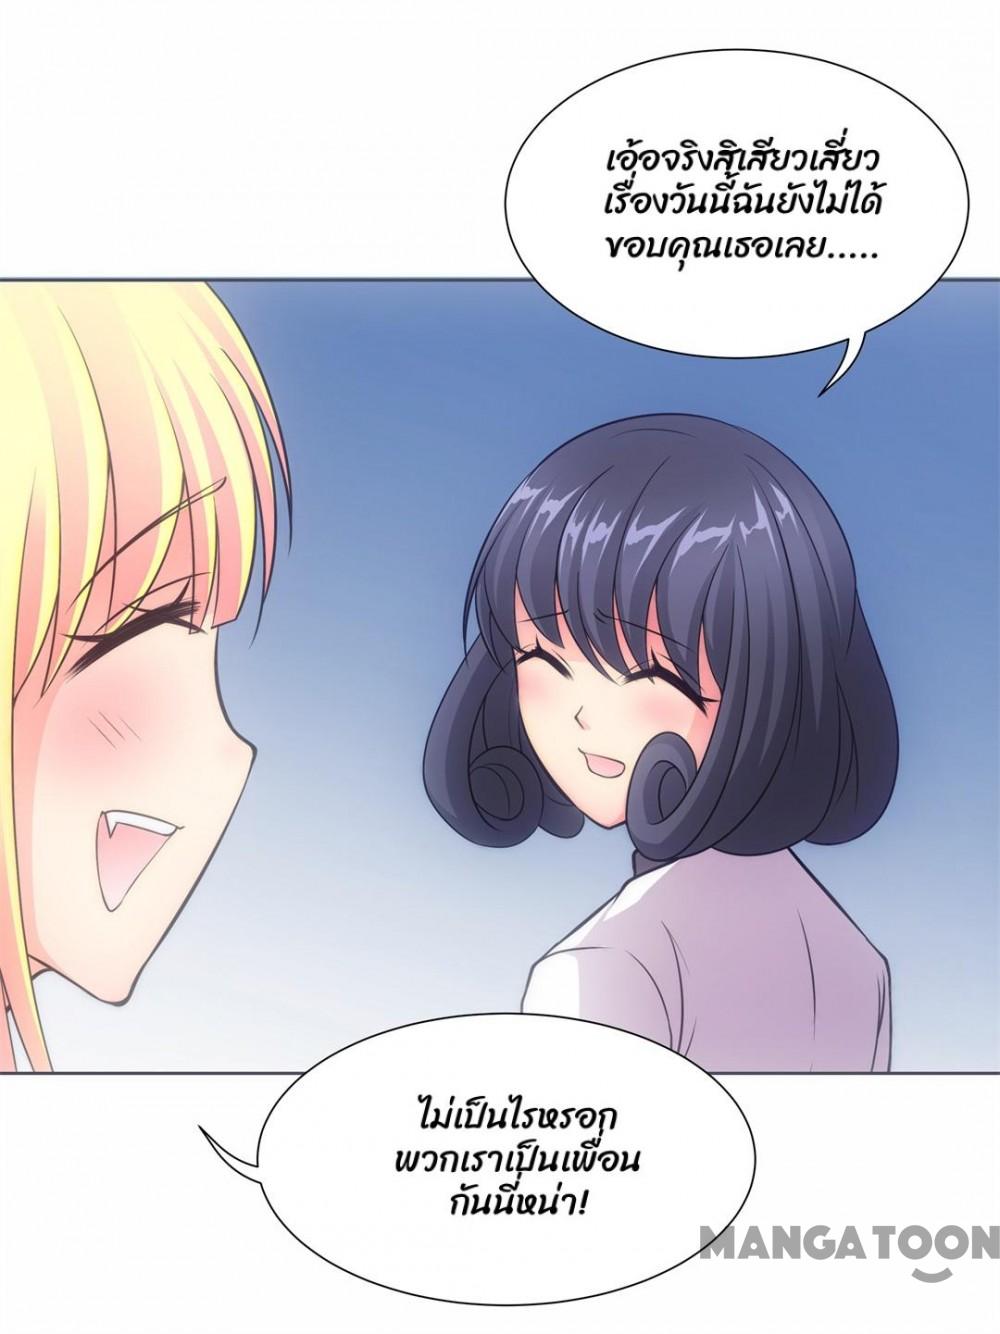 เอ้อจริงสิเสียวเสี่ยว
เรื่องวันนี้ฉันยังไม่ได้
ขอบคุณเธอเลย.....
ไม่เป็นไรหรอก
พวกเราเป็นเพื่อน
กันนี่หน่า!
MANGATOON